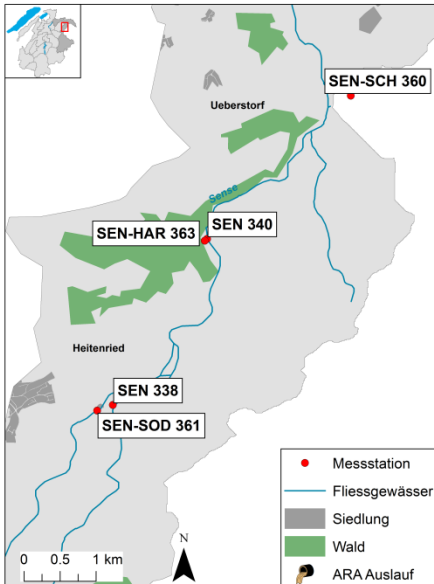 SEN-SCH 360
Ueberstorf
Sense
SEN-HAR 363
SEN 340
Heitenried
SEN 338
SEN-SOD 361
Messstation
Fliessgewässer
Siedlung
Wald
ARA Auslauf
N
0 0.5 1 km